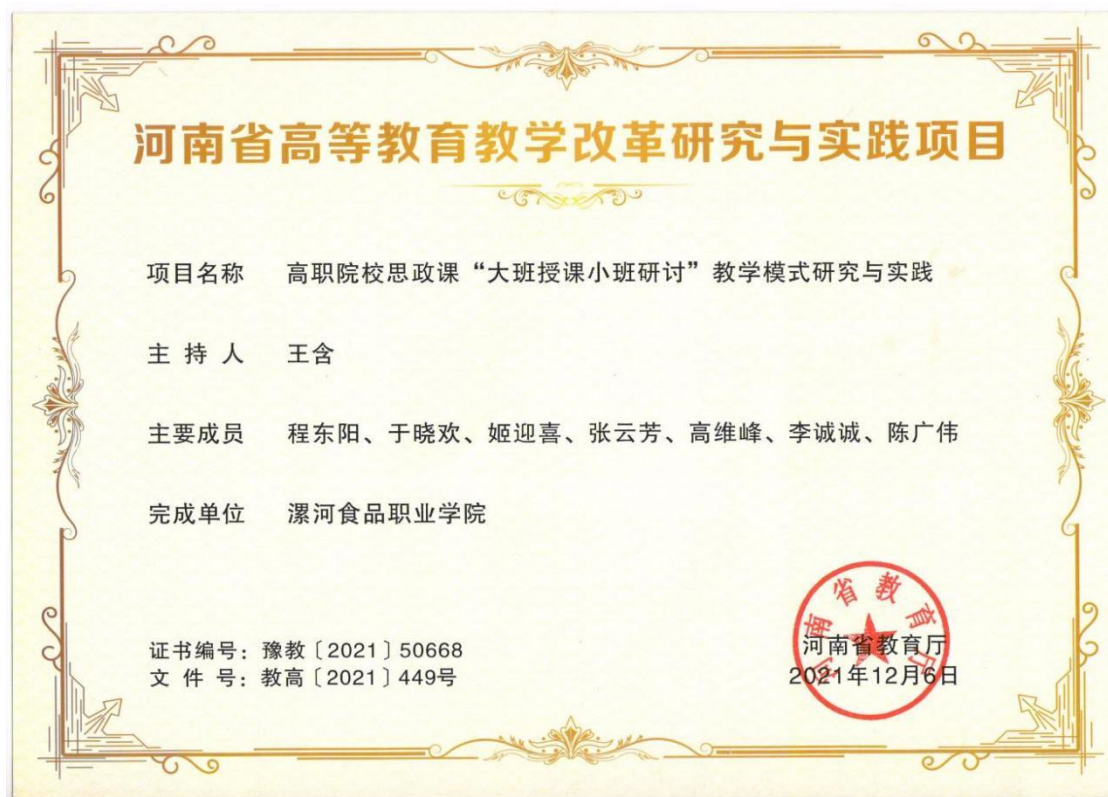 河南省高等教育教学改革研究与实践项目
项目名称 高职院校思政课“大班授课小班研讨”教学模式研究与实践
主 持 人 王含
主要成员 程东阳、于晓欢、姬迎喜、张云芳、高维峰、李诚诚、陈广伟
完成单位 漯河食品职业学院
证书编号：豫教〔2021〕50668
文 件 号：教高〔2021〕449号
河南省教育厅
河南省教育厅
2021年12月6日